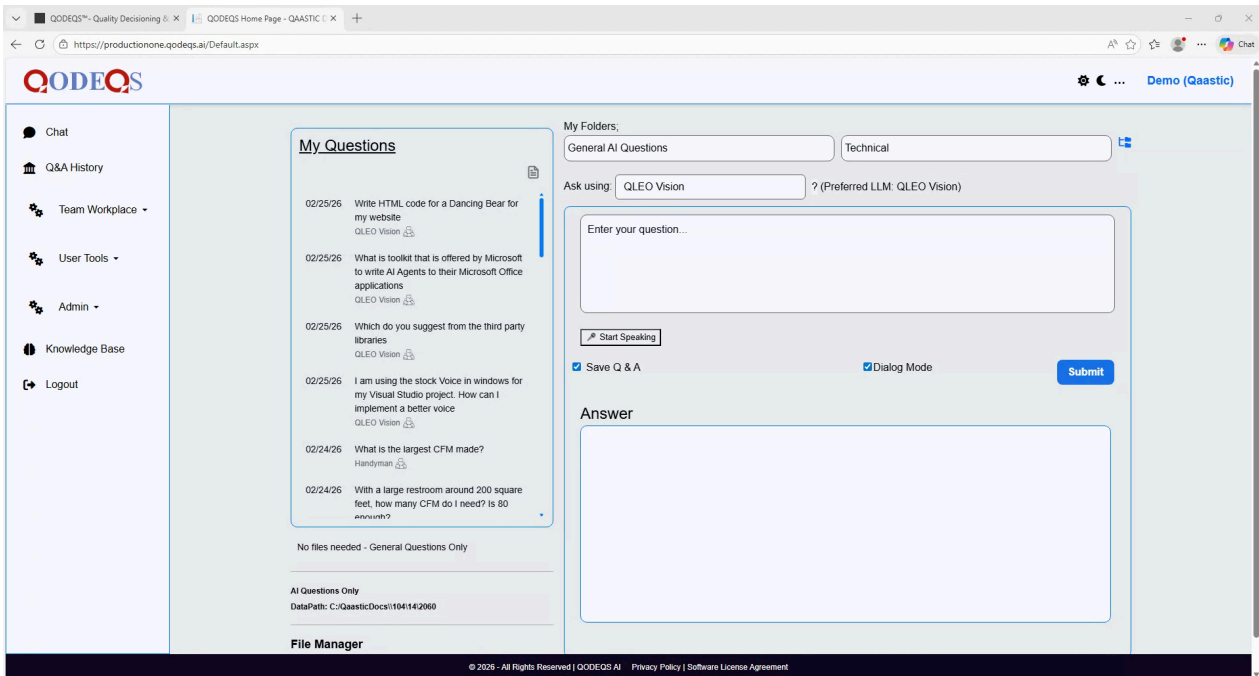 QODEQS™- Quality Decisioning &
QODEQS Home Page - QAASTIC
https://productionone.qodeqs.ai/Default.aspx
Chat
QODEQS
Demo (Qaastic)
Chat
Q&A History
Team Workplace
User Tools
Admin
Knowledge Base
Logout
My Questions
02/25/26 Write HTML code for a Dancing Bear for
my website
QLEO Vision
02/25/26 What is toolkit that is offered by Microsoft
to write AI Agents to their Microsoft Office
applications
QLEO Vision
02/25/26 Which do you suggest from the third party
libraries
QLEO Vision
02/25/26 I am using the stock Voice in windows for
my Visual Studio project. How can I
implement a better voice
QLEO Vision
02/24/26 What is the largest CFM made?
Handyman
02/24/26 With a large restroom around 200 square
feet, how many CFM do I need? Is 80
enough?
No files needed - General Questions Only
AI Questions Only
DataPath: C:/QaasticDocs\\104\14\2060
File Manager
My Folders;
General AI Questions
Technical
Ask using: QLEO Vision ? (Preferred LLM: QLEO Vision)
Enter your question...
Start Speaking
Save Q & A
Dialog Mode
Submit
Answer
© 2026 - All Rights Reserved | QODEQS AI Privacy Policy | Software License Agreement